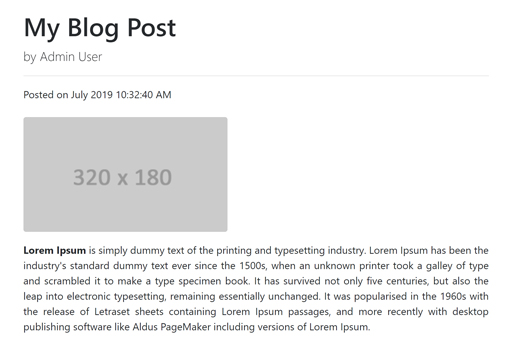 My Blog Post
by Admin User
Posted on July 2019 10:32:40 AM
320 x 180
Lorem Ipsum is simply dummy text of the printing and typesetting industry. Lorem Ipsum has been the
industry's standard dummy text ever since the 1500s, when an unknown printer took a galley of type
and scrambled it to make a type specimen book. It has survived not only five centuries, but also the
leap into electronic typesetting, remaining essentially unchanged. It was popularised in the 1960s with
the release of Letraset sheets containing Lorem Ipsum passages, and more recently with desktop
publishing software like Aldus PageMaker including versions of Lorem Ipsum.